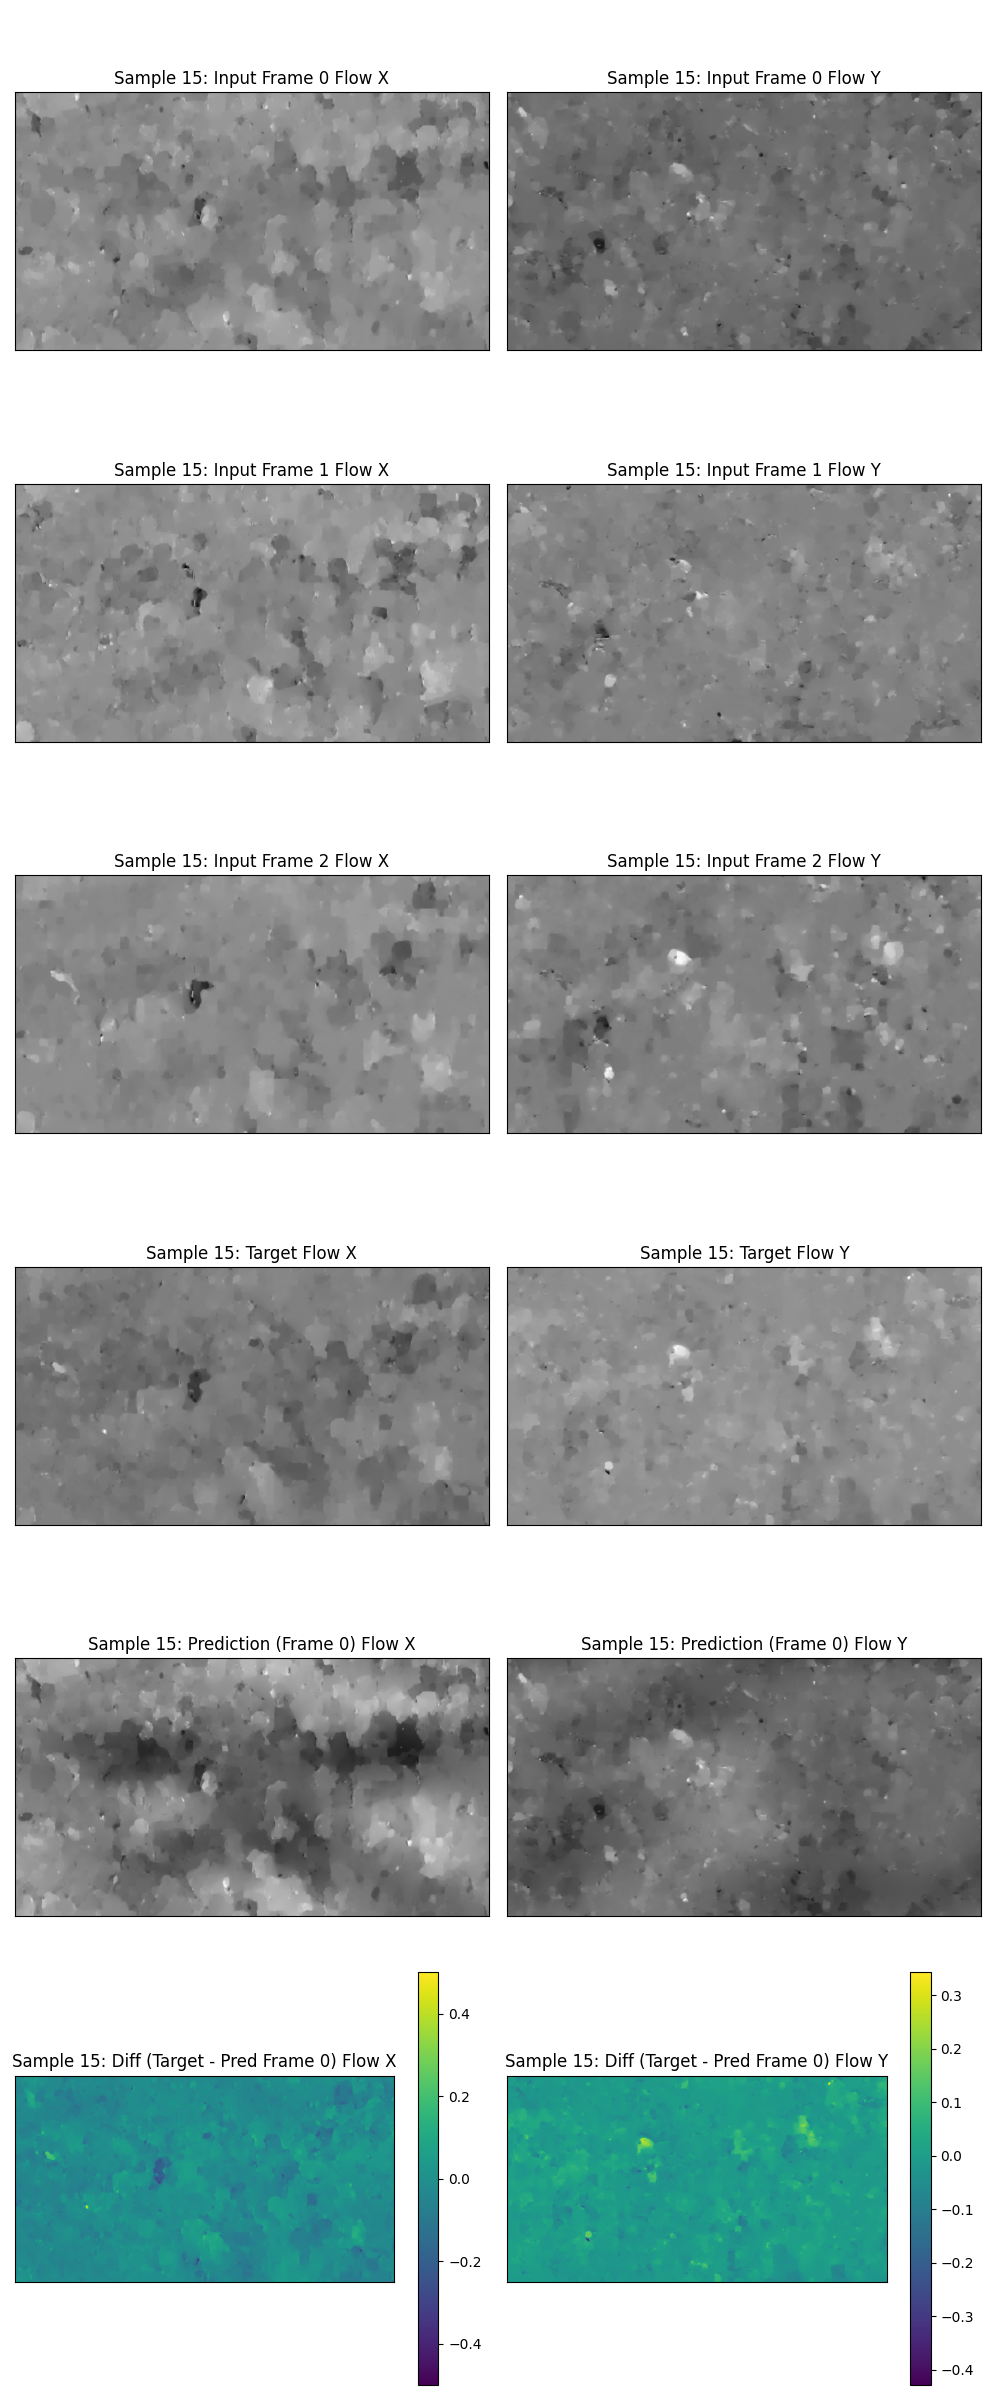 Sample 15: Input Frame 0 Flow X
Sample 15: Input Frame 0 Flow Y
Sample 15: Input Frame 1 Flow X
Sample 15: Input Frame 1 Flow Y
Sample 15: Input Frame 2 Flow X
Sample 15: Input Frame 2 Flow Y
Sample 15: Target Flow X
Sample 15: Target Flow Y
Sample 15: Prediction (Frame 0) Flow X
Sample 15: Prediction (Frame 0) Flow Y
Sample 15: Diff (Target - Pred Frame 0) Flow X
0.4
0.2
0.0
−0.2
−0.4
Sample 15: Diff (Target - Pred Frame 0) Flow Y
0.3
0.2
0.1
0.0
−0.1
−0.2
−0.3
−0.4